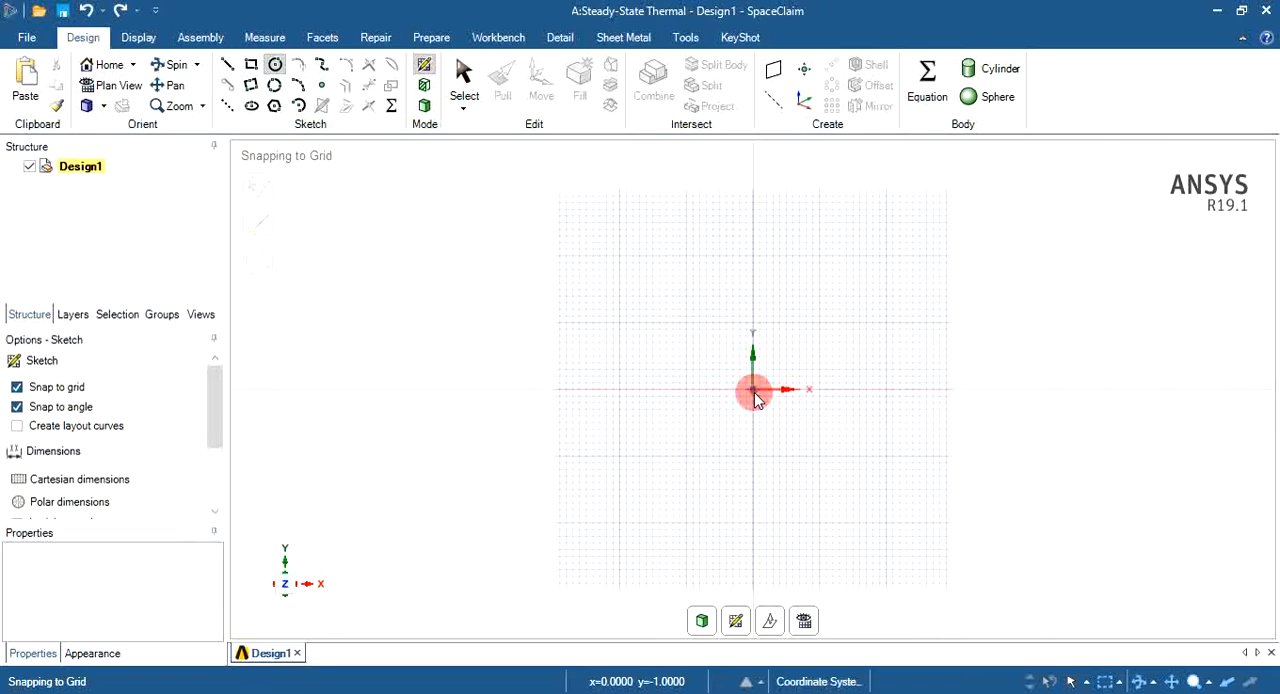 A:Steady-State Thermal - Design1 - SpaceClaim
File Design Display Assembly Measure Facets Repair Prepare Workbench Detail Sheet Metal Tools KeyShot
Paste
Home Spin
Plan View Pan
Zoom
Select Pull Move Fill
Combine
Split Body
Split
Project
Shell
Offset
Mirror
Equation
Cylinder
Sphere
Clipboard Orient Sketch Mode Edit Intersect Create Body
Structure
Design1
Structure Layers Selection Groups Views
Options - Sketch
Sketch
Snap to grid
Snap to angle
Create layout curves
Dimensions
Cartesian dimensions
Polar dimensions
Properties
Properties Appearance
Snapping to Grid
ANSYS
R19.1
Y
X
Y
Z X
Design1
Snapping to Grid x=0.0000 y=-1.0000 Coordinate Syste...